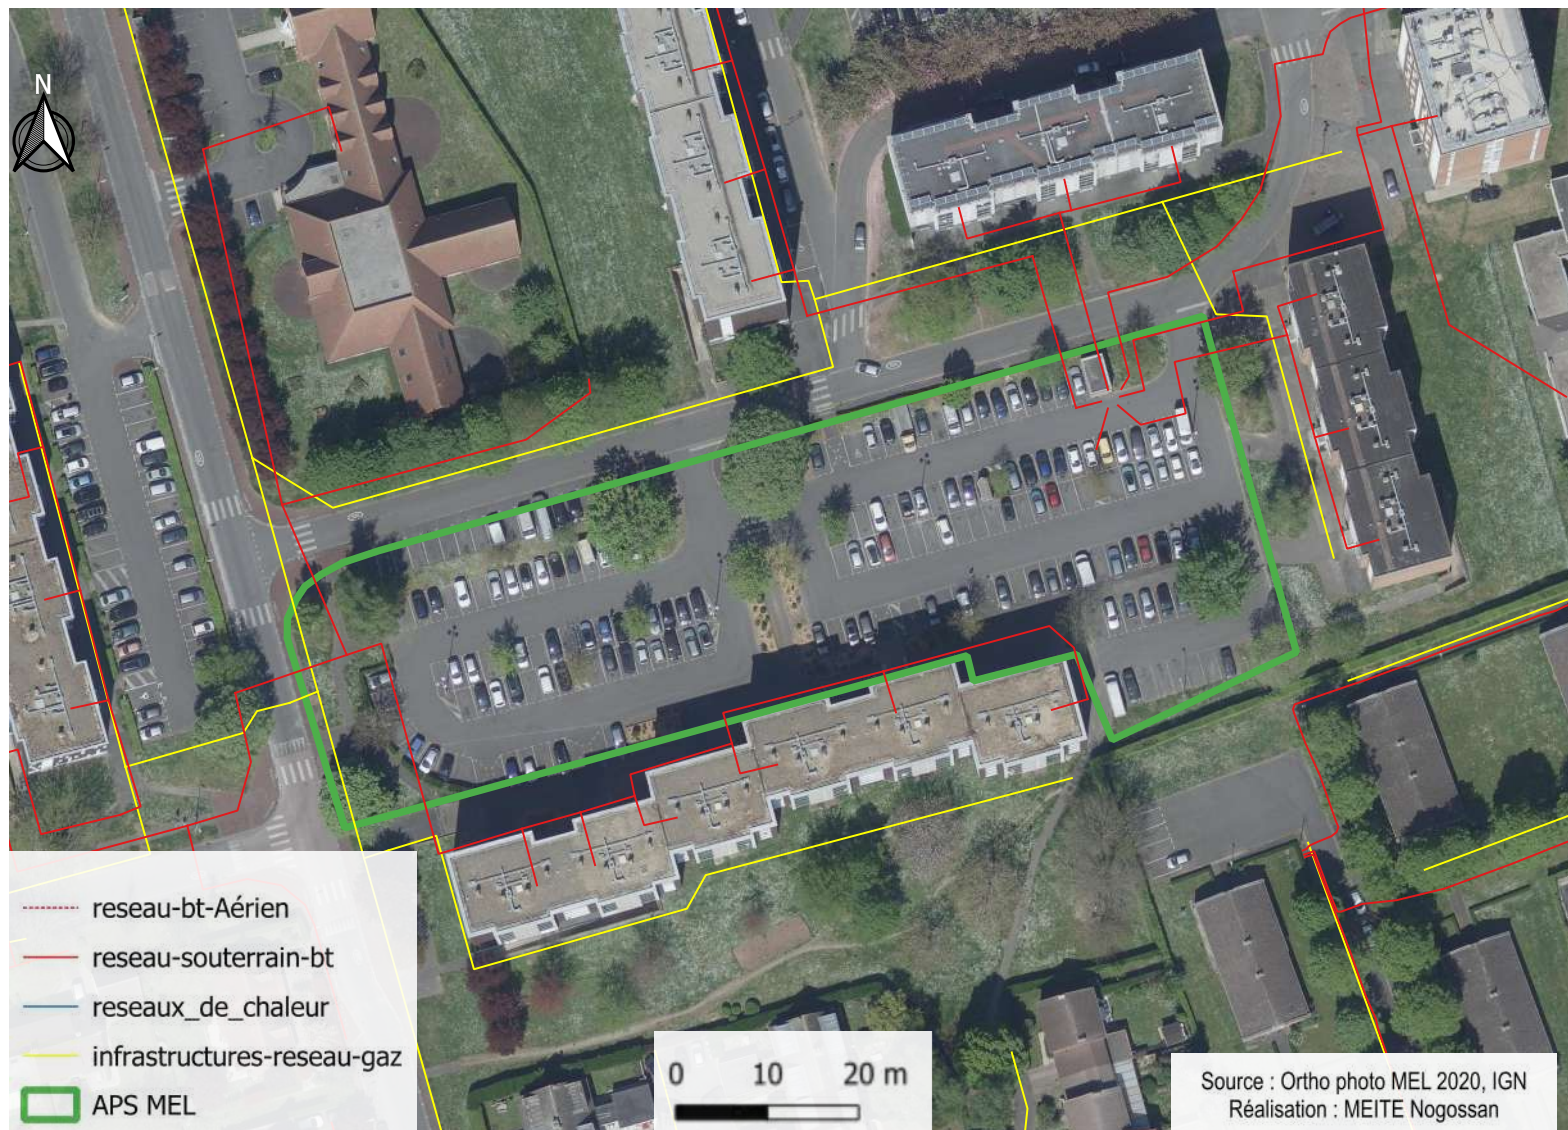 N
reseau-bt-Aérien
reseau-souterrain-bt
reseaux_de_chaleur
infrastructures-reseau-gaz
APS MEL
0 10 20 m
Source : Ortho photo MEL 2020, IGN
Réalisation : MEITE Nogossan